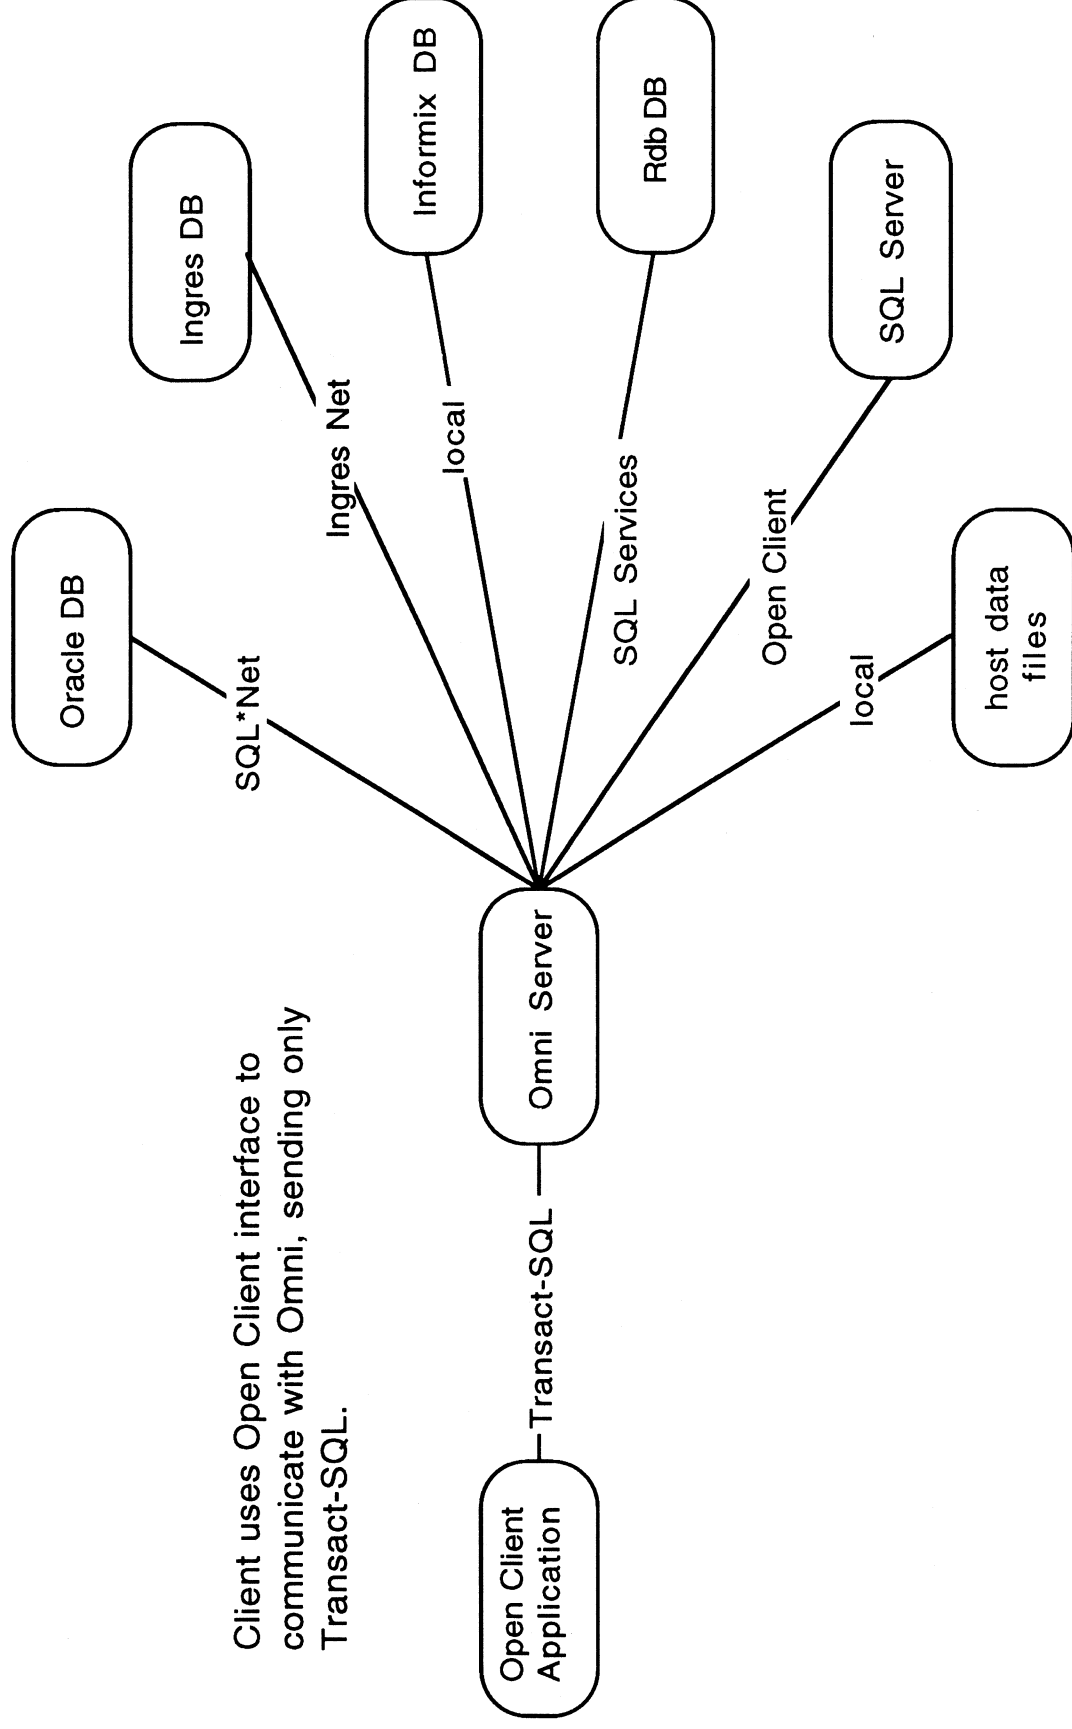 Client uses Open Client interface to
communicate with Omni, sending only
Transact-SQL.
Open Client
Application
Transact-SQL
Omni Server
SQL*Net
Oracle DB
Ingres Net
Ingres DB
local
Informix DB
SQL Services
Rdb DB
Open Client
SQL Server
local
host data
files